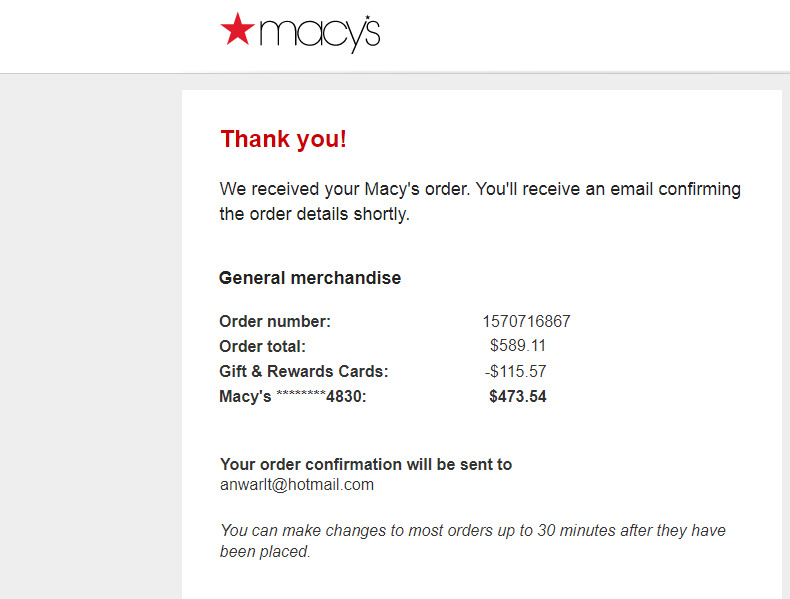 macy's
Thank you!
We received your Macy's order. You'll receive an email confirming
the order details shortly.
General merchandise
Order number: 1570716867
Order total: $589.11
Gift & Rewards Cards: -$115.57
Macy's ********4830: $473.54
Your order confirmation will be sent to
anwarlt@hotmail.com
You can make changes to most orders up to 30 minutes after they have
been placed.